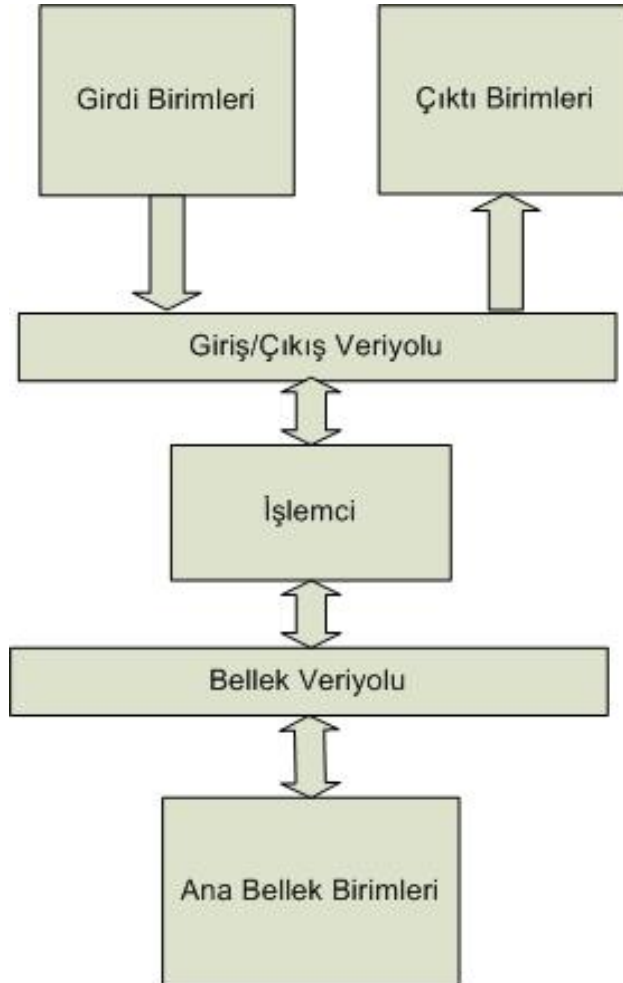 Girdi Birimleri
Çıktı Birimleri
Giriş/Çıkış Veriyolu
İşlemci
Bellek Veriyolu
Ana Bellek Birimleri